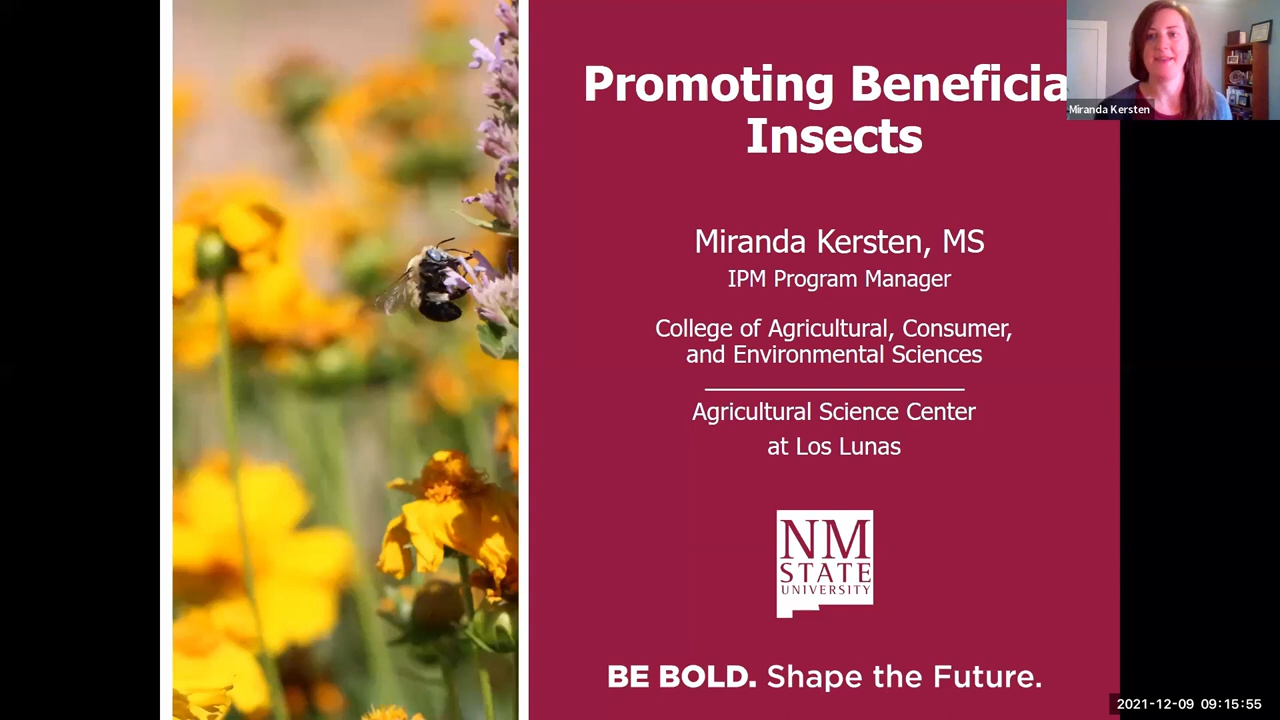 Promoting Beneficia
Insects
Miranda Kersten
Miranda Kersten, MS
IPM Program Manager
College of Agricultural, Consumer,
and Environmental Sciences
Agricultural Science Center
at Los Lunas
NM
STATE
UNIVERSITY
BE BOLD. Shape the Future.
2021-12-09 09:15:55